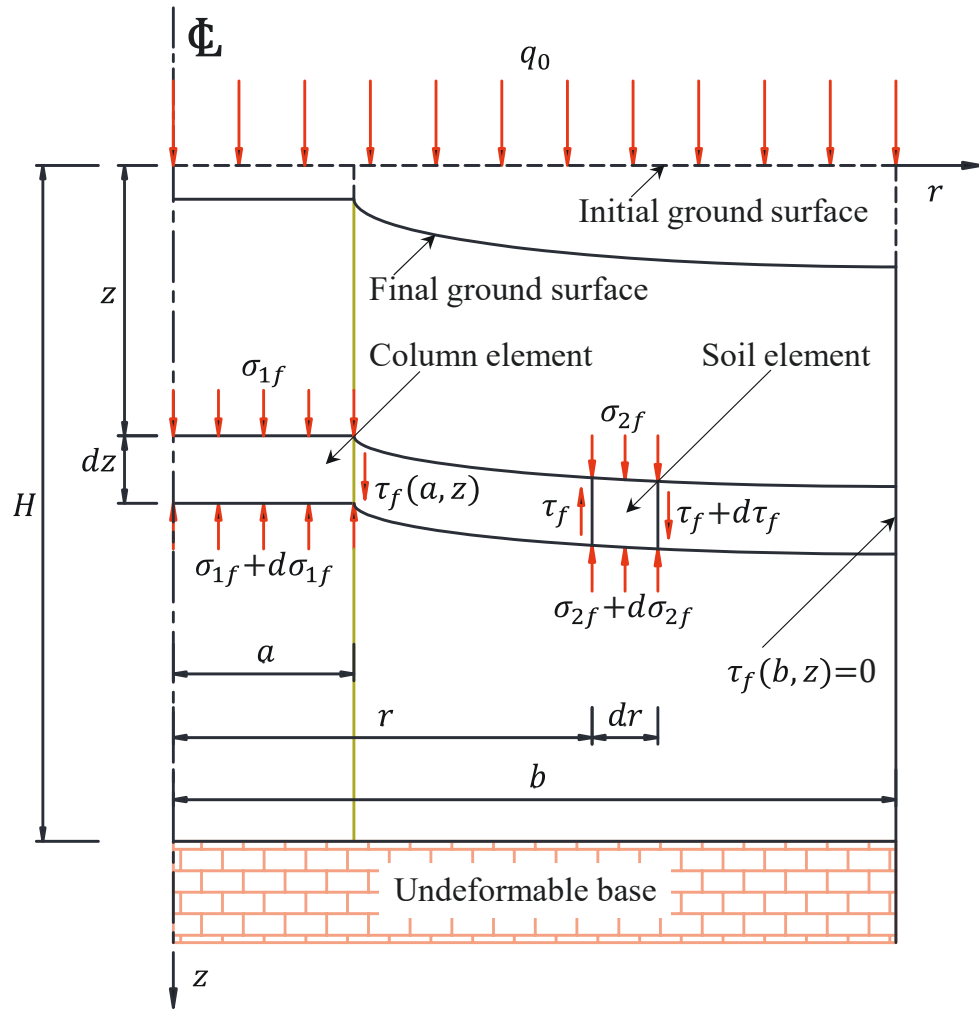 ℄
q₀
r
Initial ground surface
Final ground surface
z
Column element
Soil element
σ₁f
σ₂f
dz
τf(a, z)
τf
τf+dτf
H
σ₁f+dσ₁f
σ₂f+dσ₂f
a
τf(b, z)=0
r
dr
b
Undeformable base
z